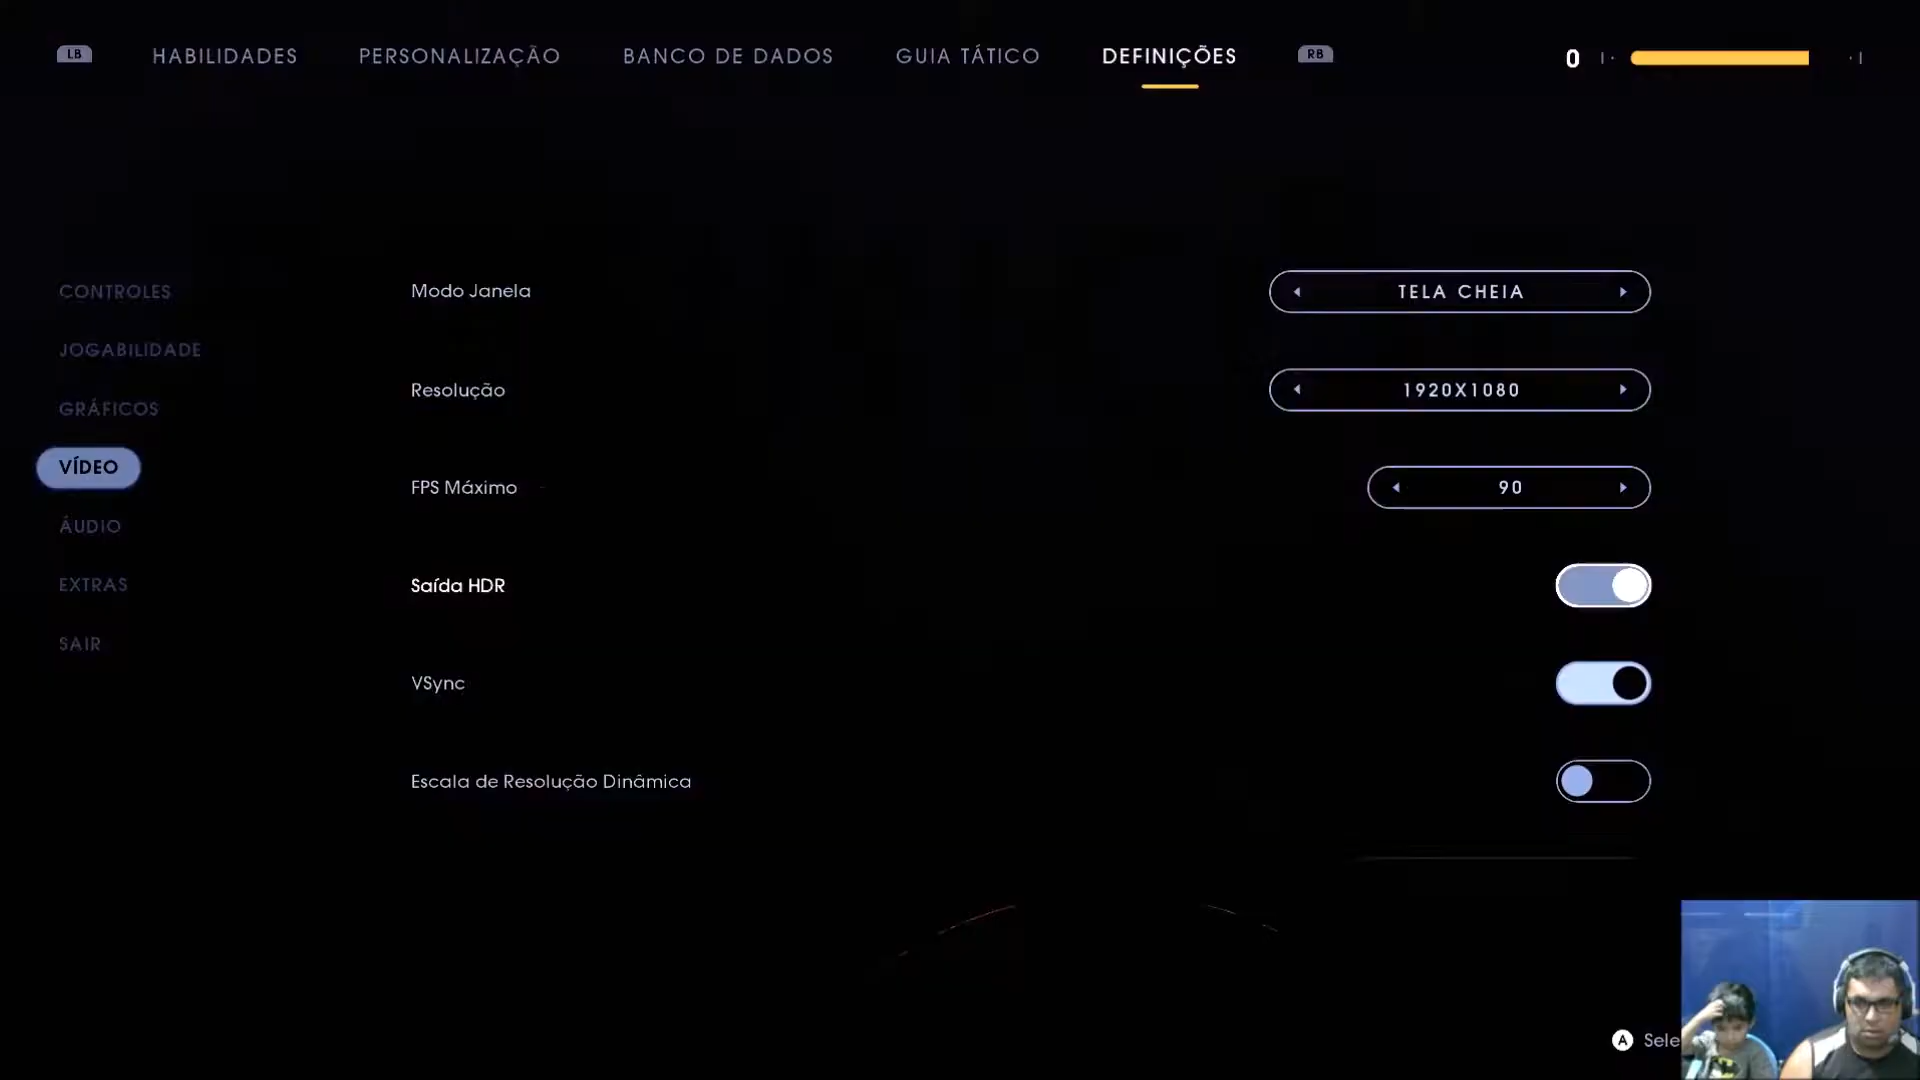 LB HABILIDADES PERSONALIZAÇÃO BANCO DE DADOS GUIA TÁTICO DEFINIÇÕES RB 0
CONTROLES
JOGABILIDADE
GRÁFICOS
VÍDEO
ÁUDIO
EXTRAS
SAIR
Modo Janela TELA CHEIA
Resolução 1920X1080
FPS Máximo 90
Saída HDR
VSync
Escala de Resolução Dinâmica
A Sele